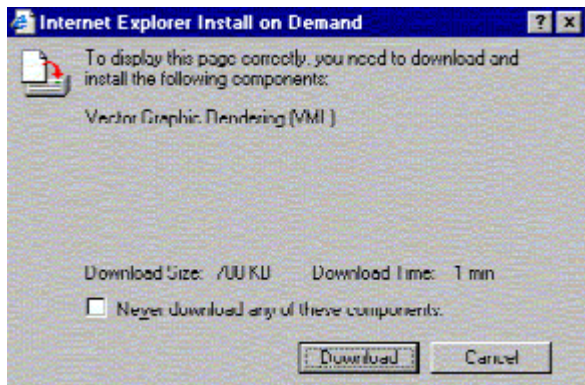 Internet Explorer Install on Demand
To display this page correctly, you need to download and
install the following components:
Vector Graphic Rendering (VML)
Download Size: 700 KB Download Time: 1 min
Never download any of these components.
Download Cancel